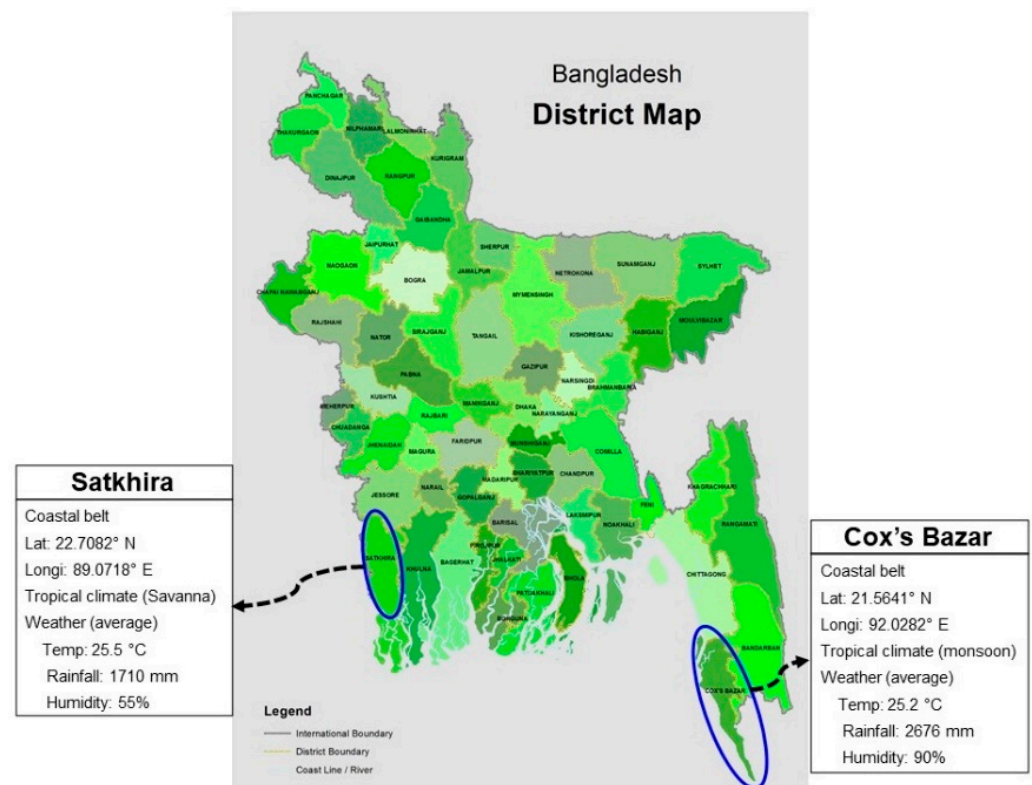 Bangladesh
District Map
PANCHAGAR
THAKURGAON
NILPHAMARI
LALMONIRHAT
KURIGRAM
DINAJPUR
RANGPUR
GAIBANDHA
JAIPURHAT
SHERPUR
NAOGAON
BOGRA
JAMALPUR
NETROKONA
SUNAMGANJ
SYLHET
CHAPAI NAWABGANJ
MYMENSINGH
RAJSHAHI
NATOR
SIRAJGANJ
TANGAIL
KISHOREGANJ
HABIGANJ
MOULVIBAZAR
PABNA
GAZIPUR
NARSINGDI
BRAHMANBARIA
KUSHTIA
MEHERPUR
MANIKGANJ
DHAKA
NARAYANGANJ
RAJBARI
CHUADANGA
JHENAIDAH
MAGURA
FARIDPUR
MUNSHIGANJ
COMILLA
MADARIPUR
SHARIYATPUR
CHANDPUR
KHAGRACHHARI
JESSORE
NARAIL
GOPALGANJ
BARISAL
LAKSMIPUR
NOAKHALI
FENI
RANGAMATI
SATKHIRA
KHULNA
BAGERHAT
PIROJPUR
JHALKATI
BHOLA
PATUAKHALI
BORGUNA
CHITTAGONG
BANDARBAN
COX'S BAZAR
Satkhira
Coastal belt
Lat: 22.7082° N
Longi: 89.0718° E
Tropical climate (Savanna)
Weather (average)
Temp: 25.5 °C
Rainfall: 1710 mm
Humidity: 55%
Cox's Bazar
Coastal belt
Lat: 21.5641° N
Longi: 92.0282° E
Tropical climate (monsoon)
Weather (average)
Temp: 25.2 °C
Rainfall: 2676 mm
Humidity: 90%
Legend
International Boundary
District Boundary
Coast Line / River